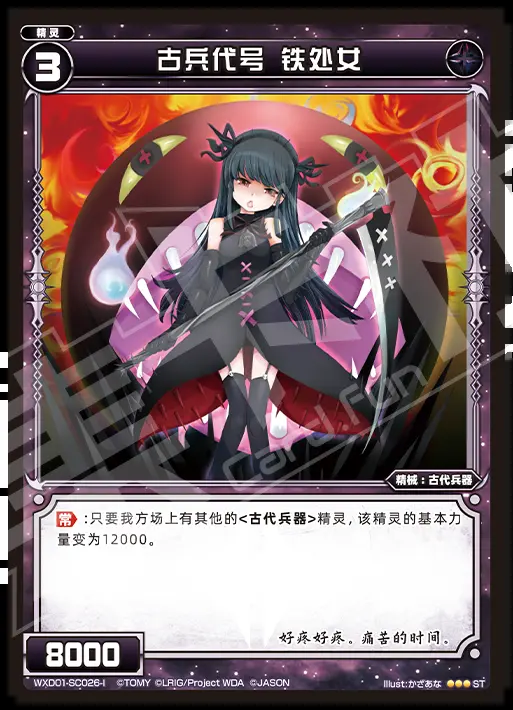 精灵
3
古兵代号 铁处女
精械：古代兵器
常 :只要我方场上有其他的<古代兵器>精灵，该精灵的基本力
量变为12000。
好疼好疼。痛苦的时间。
8000
WXD01-SC026-I ©TOMY ©LRIG/Project WDA ©JASON
Illust:かざあな
ST
Card.fun